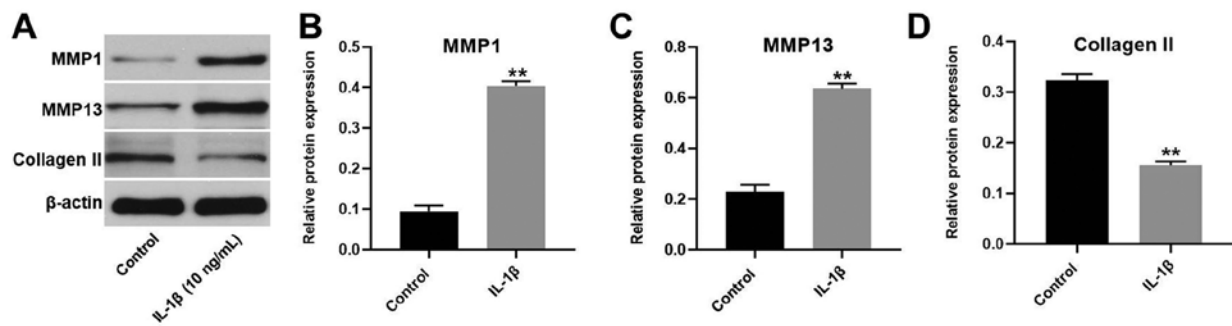 A
MMP1
MMP13
Collagen II
β-actin
Control
IL-1β (10 ng/mL)
B
MMP1
Relative protein expression
0.5
0.4
0.3
0.2
0.1
0.0
**
Control
IL-1β
C
MMP13
Relative protein expression
0.8
0.6
0.4
0.2
0.0
**
Control
IL-1β
D
Collagen II
Relative protein expression
0.4
0.3
0.2
0.1
0.0
**
Control
IL-1β